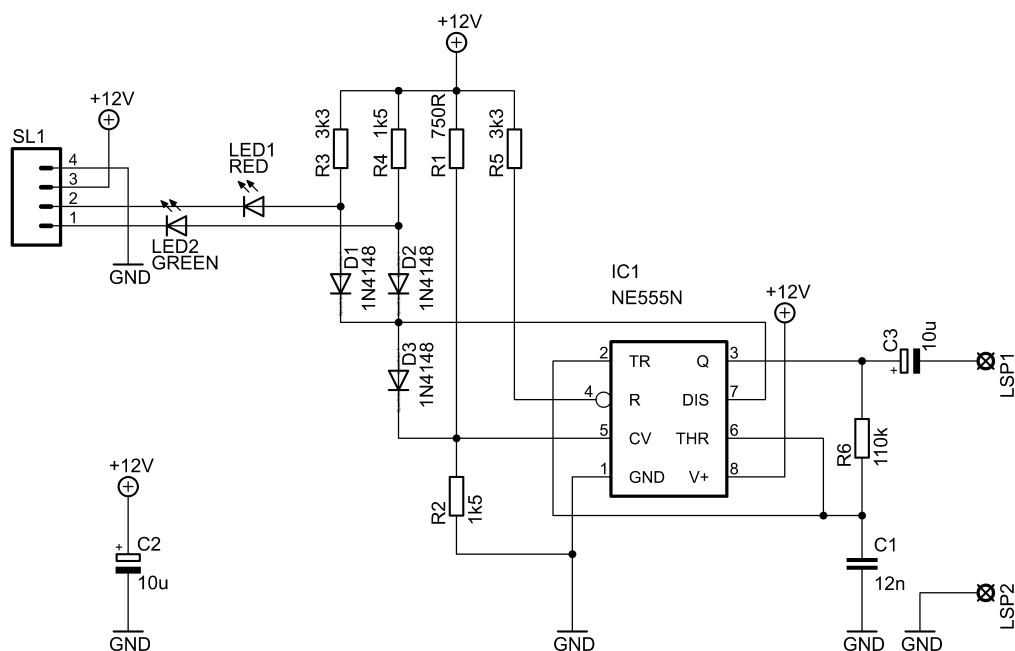 +12V
+12V
SL1
4
3
2
1
GND
LED1
RED
LED2
GREEN
R3
3k3
R4
1k5
R1
750R
R5
3k3
D1
1N4148
D2
1N4148
D3
1N4148
IC1
NE555N
+12V
2
TR
Q
3
4
R
DIS
7
5
CV
THR
6
1
GND
V+
8
C3
10u
+
LSP1
R6
110k
R2
1k5
+12V
+
C2
10u
GND
GND
C1
12n
GND
GND
LSP2